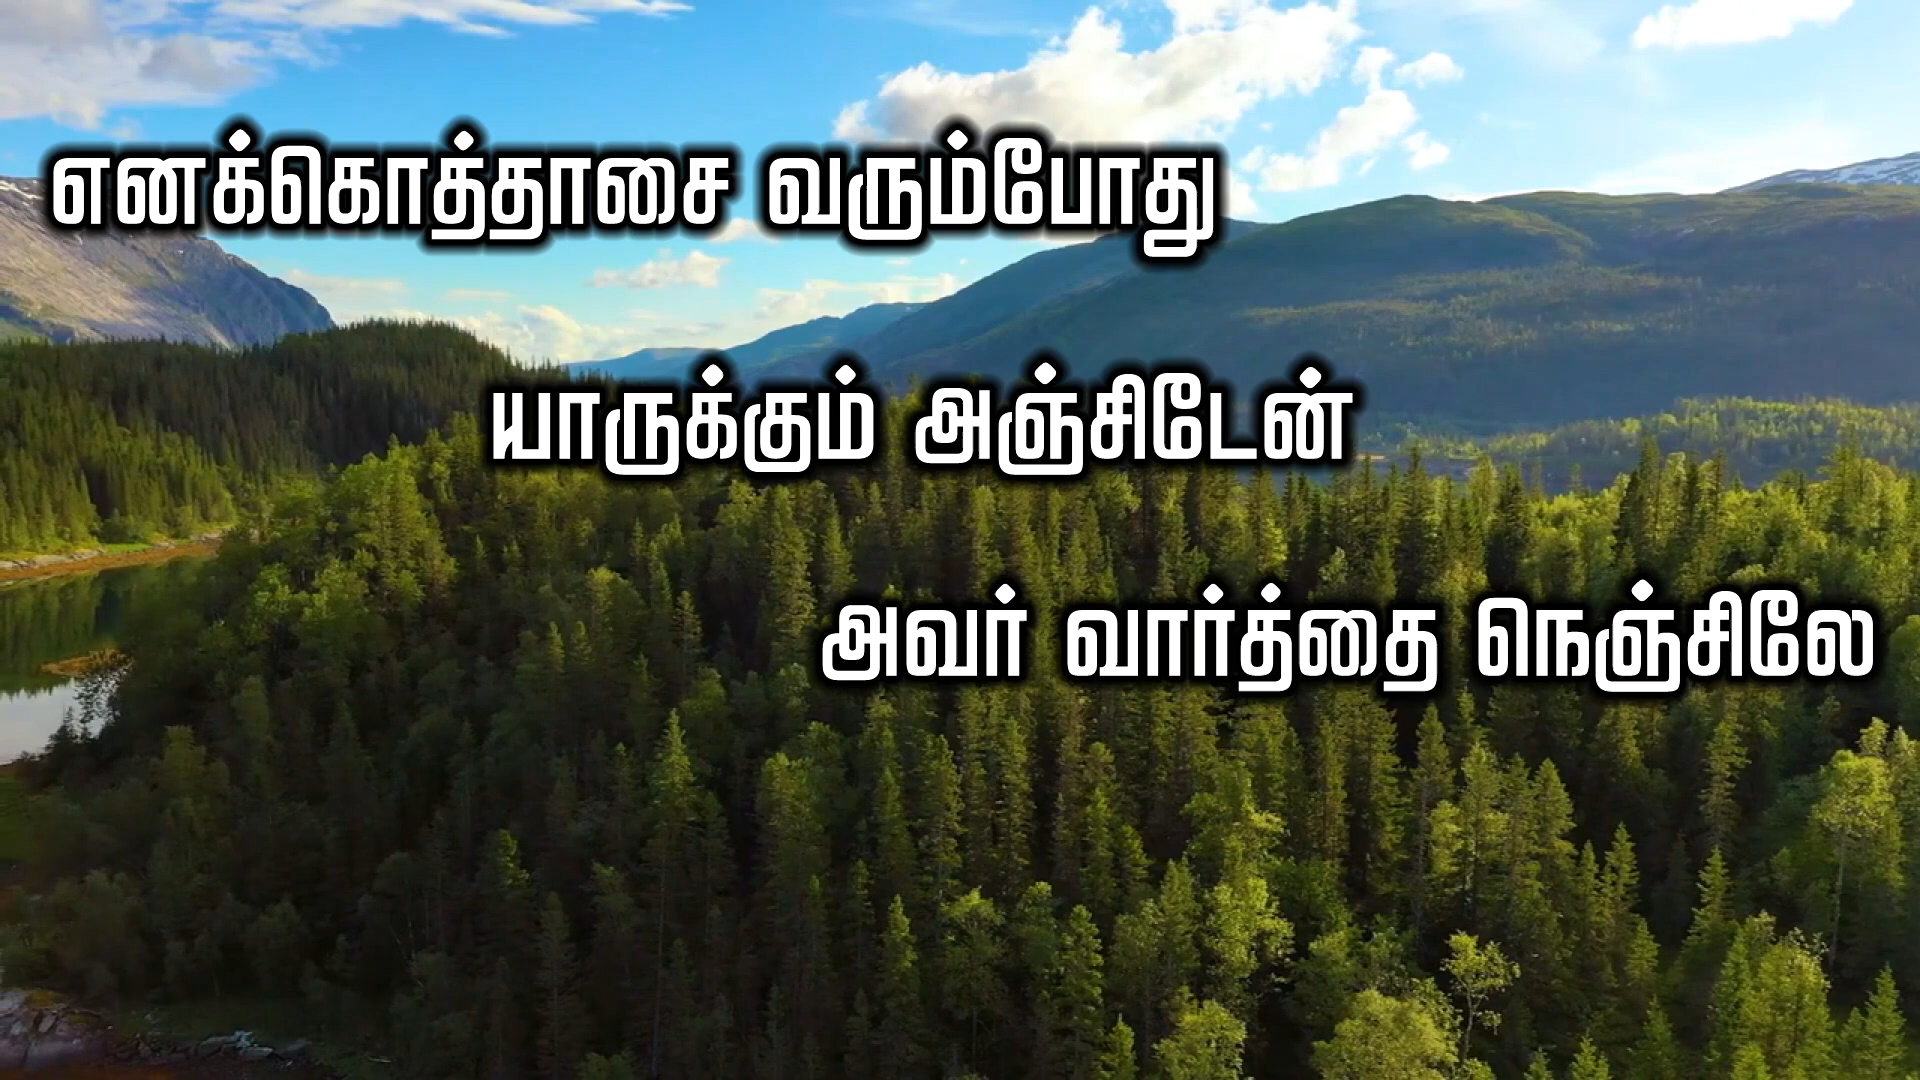 எனக்கொத்தாசை வரும்போது
யாருக்கும் அஞ்சிடேன்
அவர் வார்த்தை நெஞ்சிலே